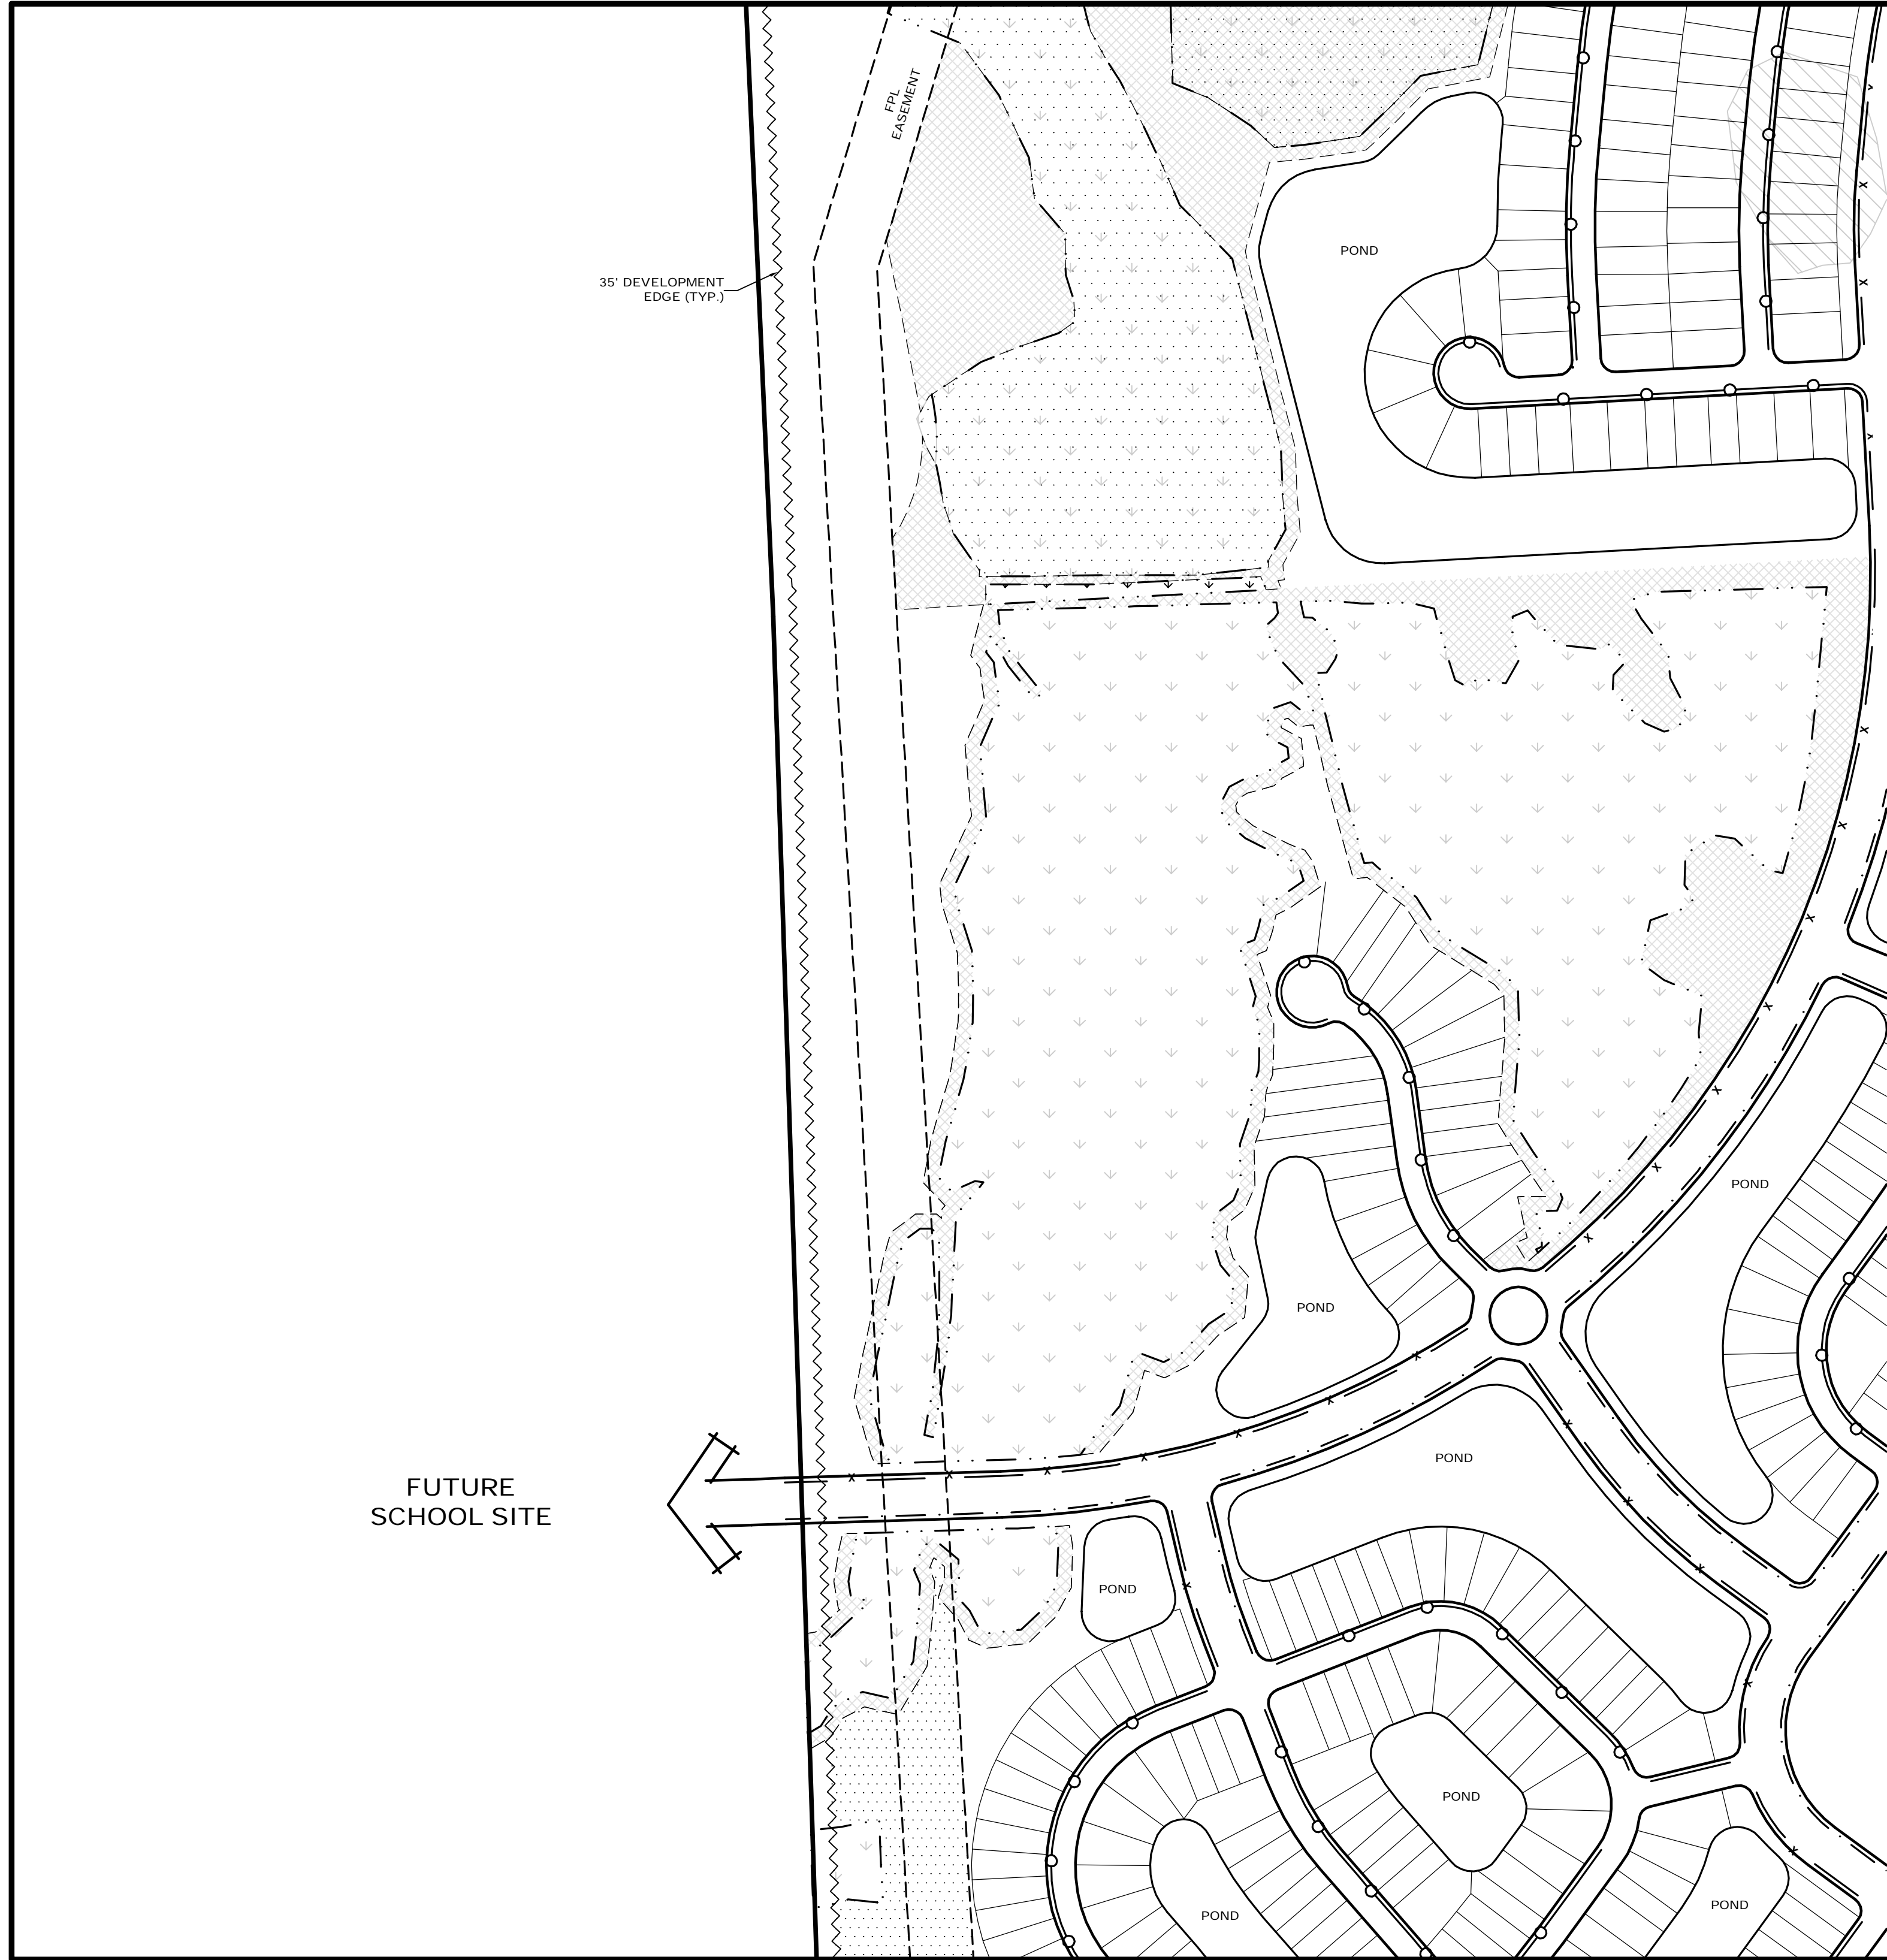 FPL
EASEMENT
POND
35' DEVELOPMENT
EDGE (TYP.)
POND
POND
POND
FUTURE
SCHOOL SITE
POND
POND
POND
POND